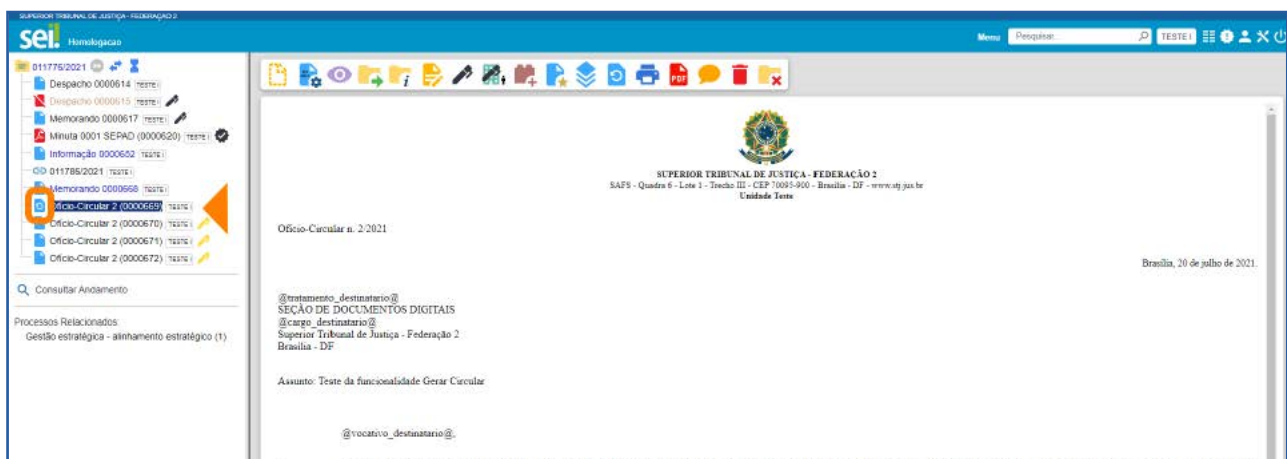 SUPERIOR TRIBUNAL DE JUSTIÇA - FEDERAÇÃO 2
sei. Homologacao
Menu Pesquisar... TESTE I
011775/2021
Despacho 0000614 TESTE I
Despacho 0000615 TESTE I
Memorando 0000617 TESTE I
Minuta 0001 SEPAD (0000620) TESTE I
Informação 0000652 TESTE I
011785/2021 TESTE I
Memorando 0000668 TESTE I
Ofício-Circular 2 (0000669) TESTE I
Ofício-Circular 2 (0000670) TESTE I
Ofício-Circular 2 (0000671) TESTE I
Ofício-Circular 2 (0000672) TESTE I
Consultar Andamento
Processos Relacionados:
Gestão estratégica - alinhamento estratégico (1)
PDF
SUPERIOR TRIBUNAL DE JUSTIÇA - FEDERAÇÃO 2
SAFS - Quadra 6 - Lote 1 - Trecho III - CEP 70095-900 - Brasília - DF - www.stj.jus.br
Unidade Teste
Ofício-Circular n. 2/2021
Brasília, 20 de julho de 2021.
@tratamento_destinatario@
SEÇÃO DE DOCUMENTOS DIGITAIS
@cargo_destinatario@
Superior Tribunal de Justiça - Federação 2
Brasília - DF
Assunto: Teste da funcionalidade Gerar Circular
@vocativo_destinatario@,